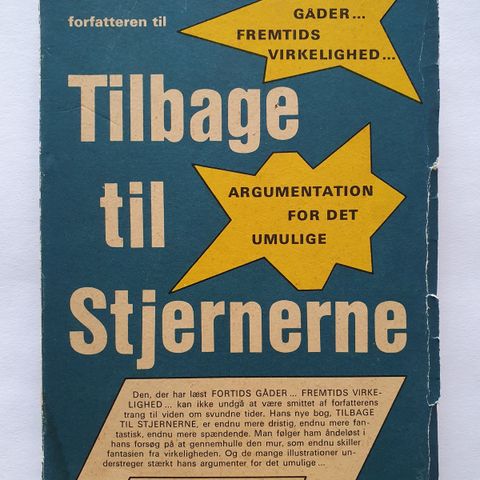 forfatteren til
GÅDER...
FREMTIDS
VIRKELIGHED...
Tilbage
til
Stjernerne
ARGUMENTATION
FOR DET
UMULIGE
Den, der har læst FORTIDS GÅDER... FREMTIDS VIRKE-
LIGHED... kan ikke undgå at være smittet af forfatterens
trang til viden om svundne tider. Hans nye bog, TILBAGE
TIL STJERNERNE, er endnu mere dristig, endnu mere fan-
tastisk, endnu mere spændende. Man følger ham åndeløst i
hans forsøg på at gennemhulle den mur, som endnu skiller
fantasien fra virkeligheden. Og de mange illustrationer un-
derstreger stærkt hans argumenter for det umulige...